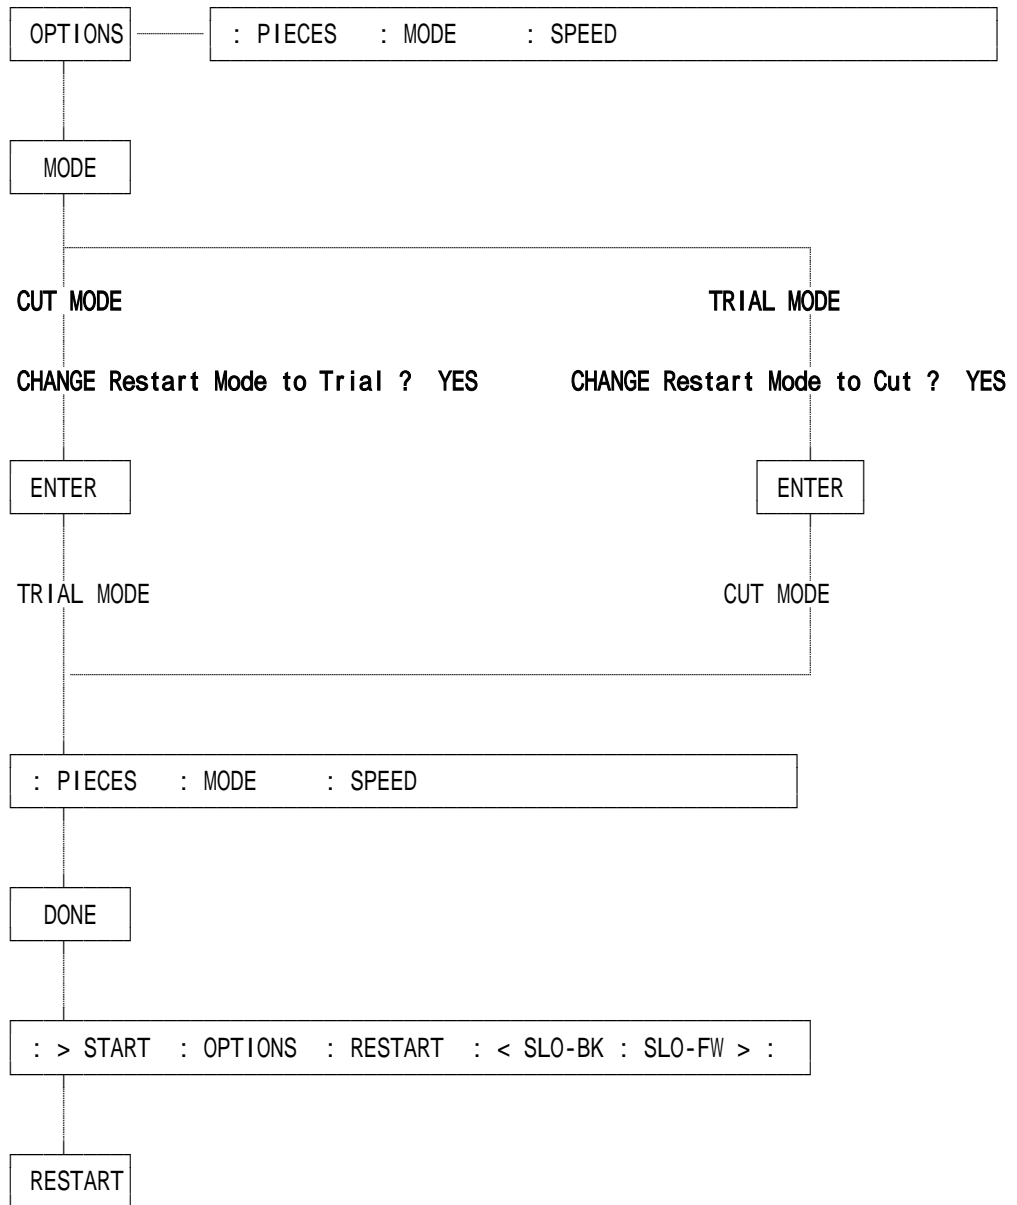 OPTIONS : PIECES : MODE : SPEED
MODE
CUT MODE TRIAL MODE
CHANGE Restart Mode to Trial ? YES CHANGE Restart Mode to Cut ? YES
ENTER ENTER
TRIAL MODE CUT MODE
: PIECES : MODE : SPEED
DONE
: > START : OPTIONS : RESTART : < SLO-BK : SLO-FW > :
RESTART